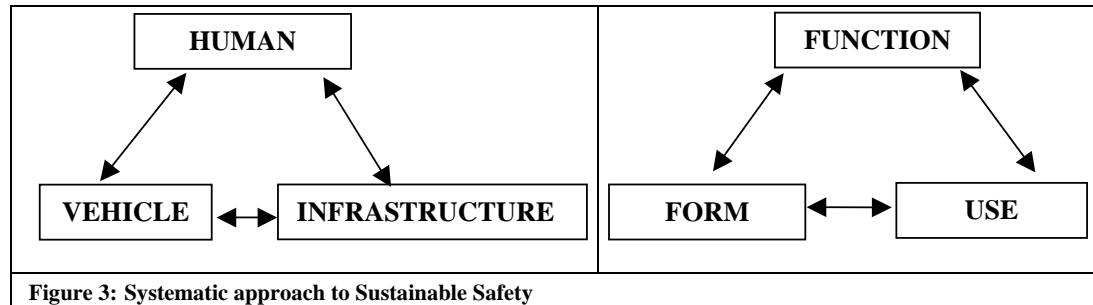 HUMAN
VEHICLE
INFRASTRUCTURE
FUNCTION
FORM
USE
Figure 3: Systematic approach to Sustainable Safety